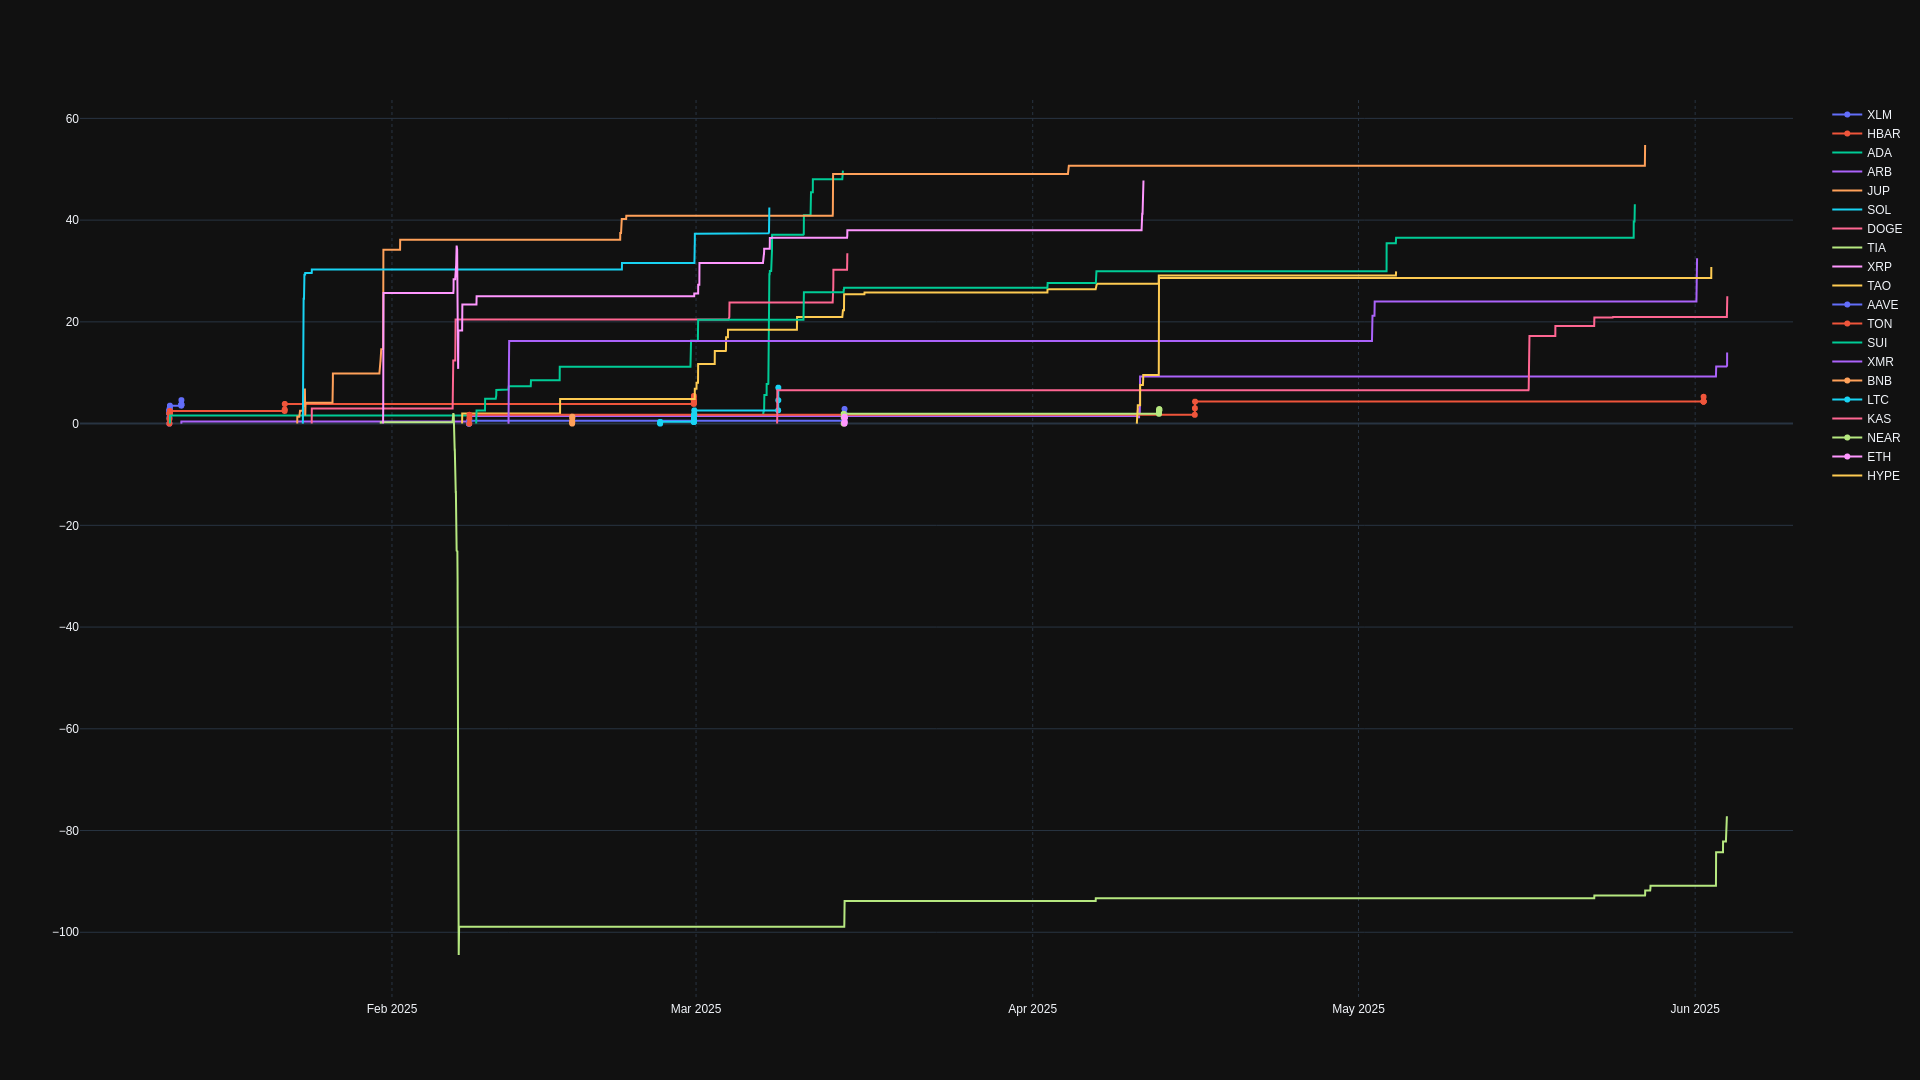 60
40
20
0
−20
−40
−60
−80
−100
Feb 2025
Mar 2025
Apr 2025
May 2025
Jun 2025
XLM
HBAR
ADA
ARB
JUP
SOL
DOGE
TIA
XRP
TAO
AAVE
TON
SUI
XMR
BNB
LTC
KAS
NEAR
ETH
HYPE